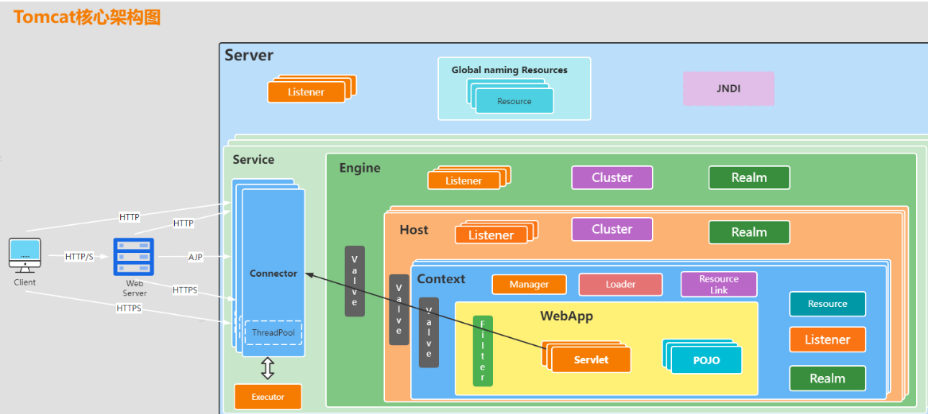 Tomcat核心架构图
Server
Listener
Global naming Resources
Resource
JNDI
Service
Engine
Listener
Cluster
Realm
Host
Listener
Cluster
Realm
HTTP
HTTP
HTTP/S
AJP
HTTPS
HTTPS
Client
Web
Server
Connector
ThreadPool
Executor
Valve
Valve
Valve
Context
Manager
Loader
Resource
Link
Resource
Listener
Realm
WebApp
Filter
Servlet
POJO